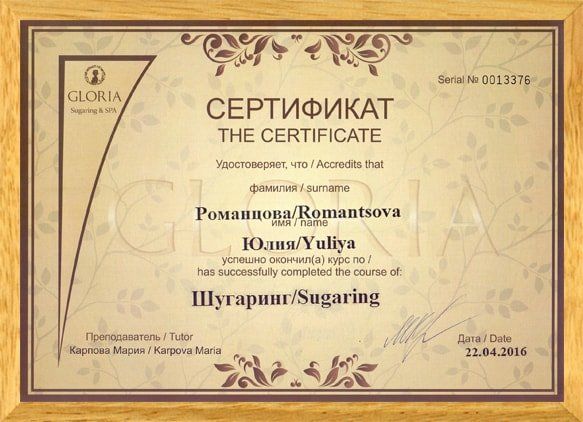 GLORIA
Sugaring & SPA
Serial № 0013376
СЕРТИФИКАТ
THE CERTIFICATE
Удостоверяет, что / Accredits that
фамилия / surname
Романцова/Romantsova
имя / name
Юлия/Yuliya
успешно окончил(а) курс по /
has successfully completed the course of:
Шугаринг/Sugaring
GLORIA
Преподаватель / Tutor
Карпова Мария / Karpova Maria
Дата / Date
22.04.2016